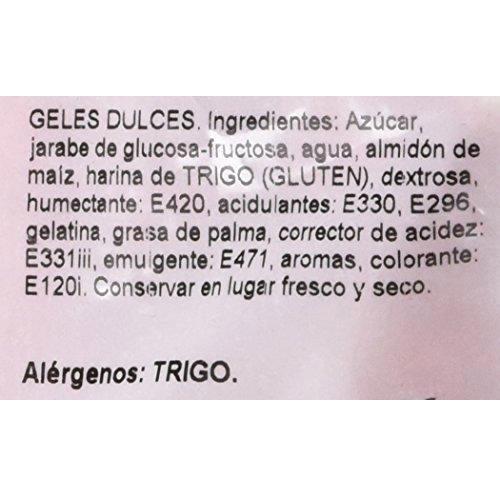 GELES DULCES. Ingredientes: Azúcar,
jarabe de glucosa-fructosa, agua, almidón de
maíz, harina de TRIGO (GLUTEN), dextrosa,
humectante: E420, acidulantes: E330, E296,
gelatina, grasa de palma, corrector de acidez:
E331iii, emulgente: E471, aromas, colorante:
E120i. Conservar en lugar fresco y seco.
Alérgenos: TRIGO.